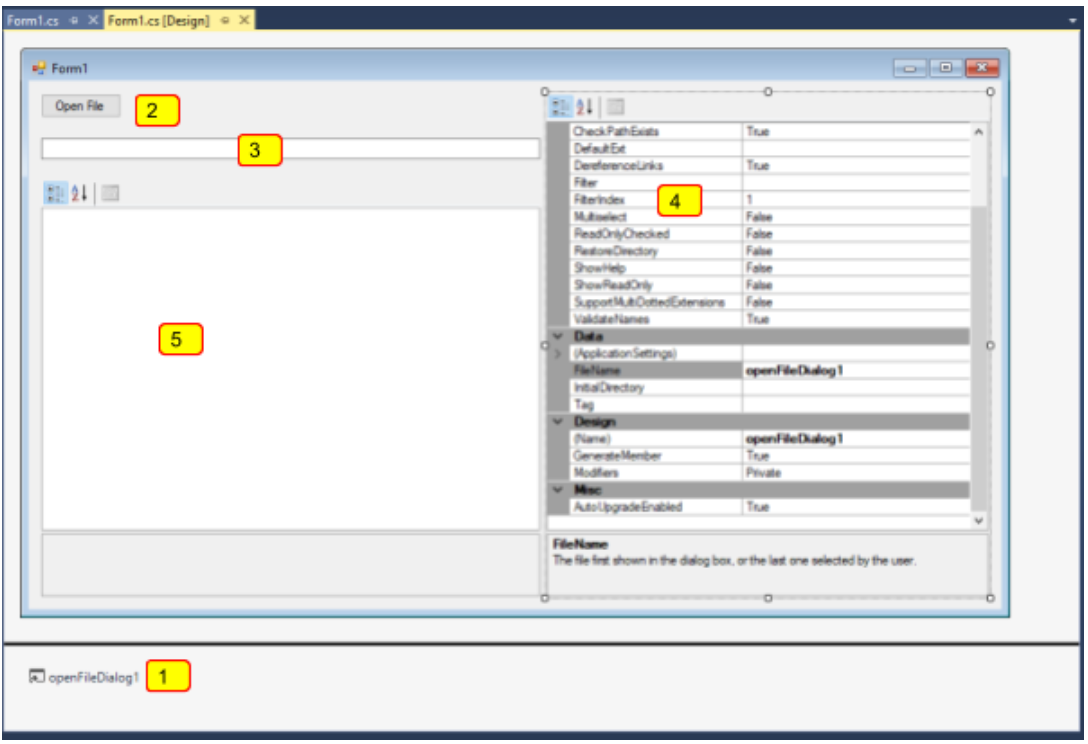 Form1.cs Form1.cs [Design]
Form1
Open File 2
3
5
CheckPathExists True
DefaultExt
DereferenceLinks True
Filter
FilterIndex 4 1
Multiselect False
ReadOnlyChecked False
RestoreDirectory False
ShowHelp False
ShowReadOnly False
SupportMultiDottedExtensions False
ValidateNames True
Data
(ApplicationSettings)
FileName openFileDialog1
InitialDirectory
Tag
Design
(Name) openFileDialog1
GenerateMember True
Modifiers Private
Misc
AutoUpgradeEnabled True
FileName
The file first shown in the dialog box, or the last one selected by the user.
openFileDialog1 1